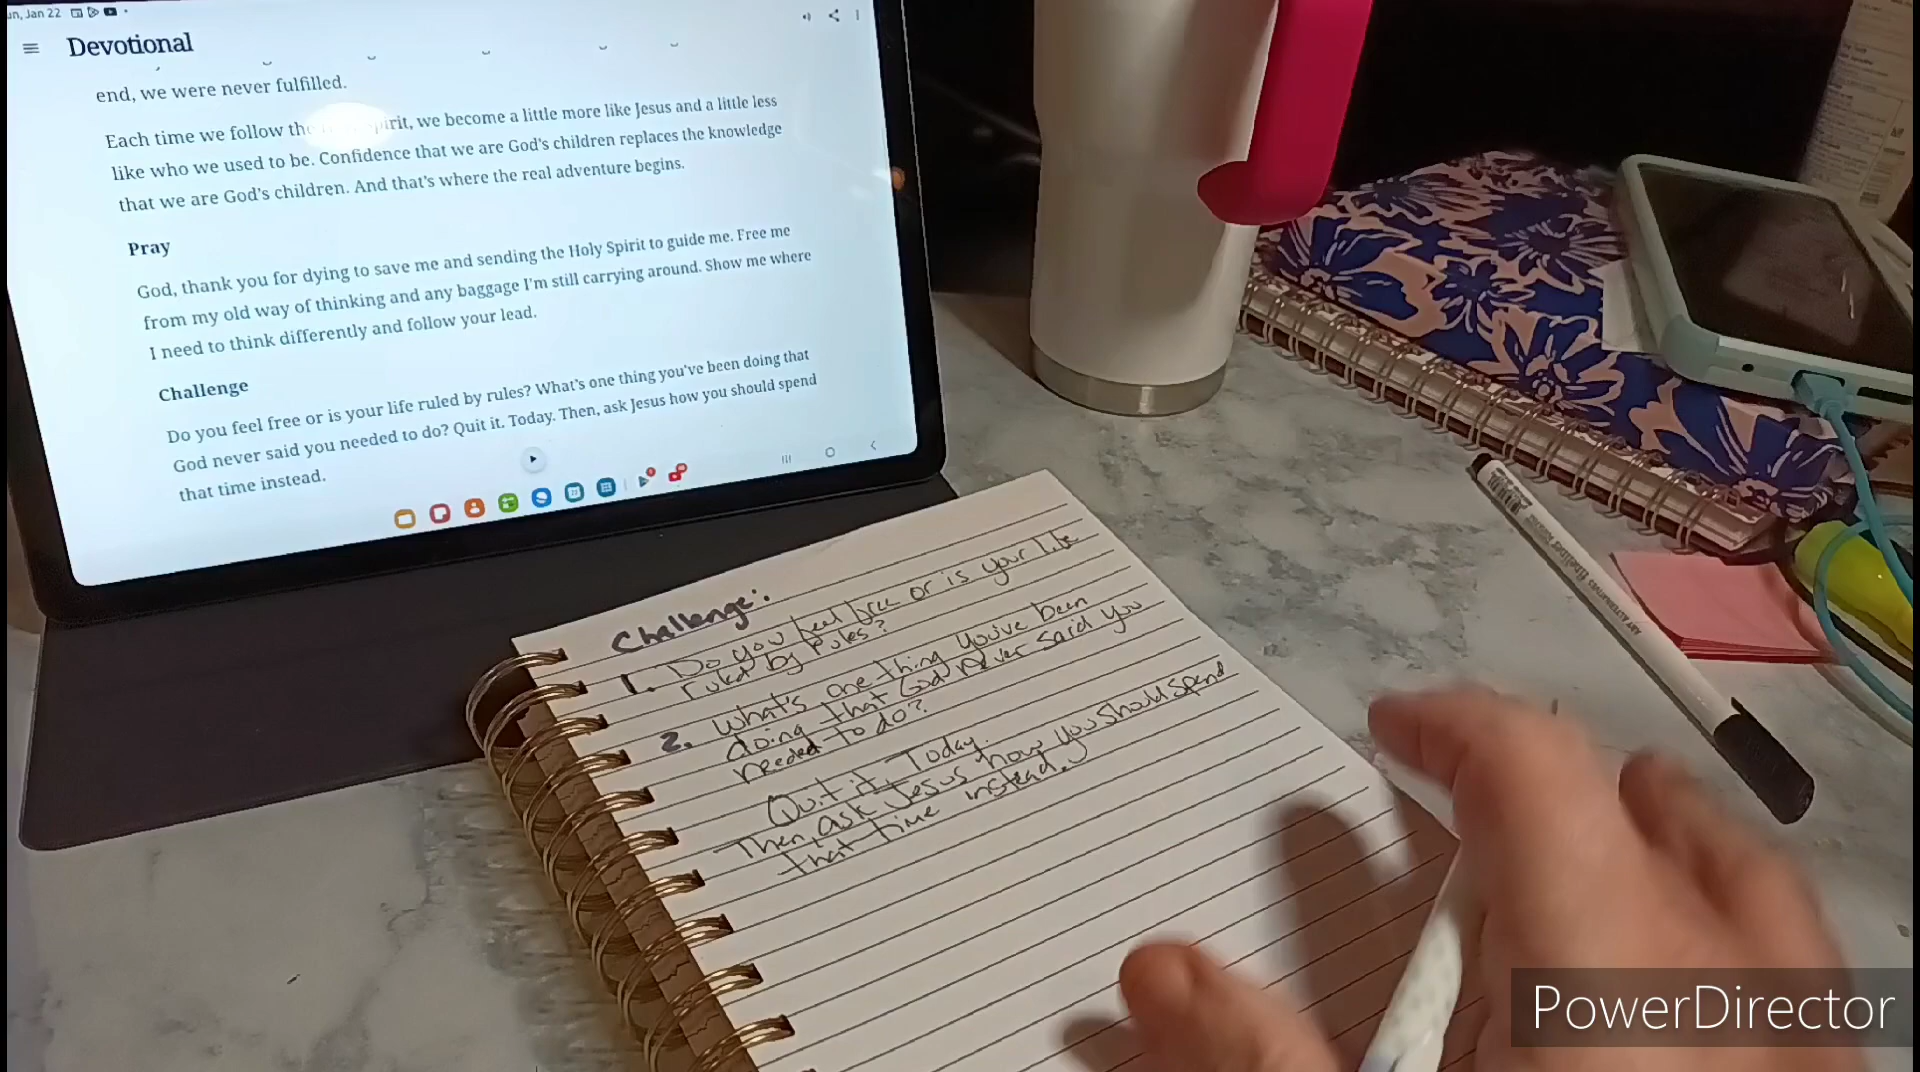 Jan 22
Devotional
end, we were never fulfilled.
Each time we follow the Spirit, we become a little more like Jesus and a little less
like who we used to be. Confidence that we are God's children replaces the knowledge
that we are God's children. And that's where the real adventure begins.
Pray
God, thank you for dying to save me and sending the Holy Spirit to guide me. Free me
from my old way of thinking and any baggage I'm still carrying around. Show me where
I need to think differently and follow your lead.
Challenge
Do you feel free or is your life ruled by rules? What's one thing you've been doing that
God never said you needed to do? Quit it. Today. Then, ask Jesus how you should spend
that time instead.
Challenge:
1. Do you feel free or is your life
ruled by rules?
2. What's one thing you've been
doing that God never said you
needed to do?
Quit it. Today.
Then, ask Jesus how you should spend
that time instead.
PowerDirector